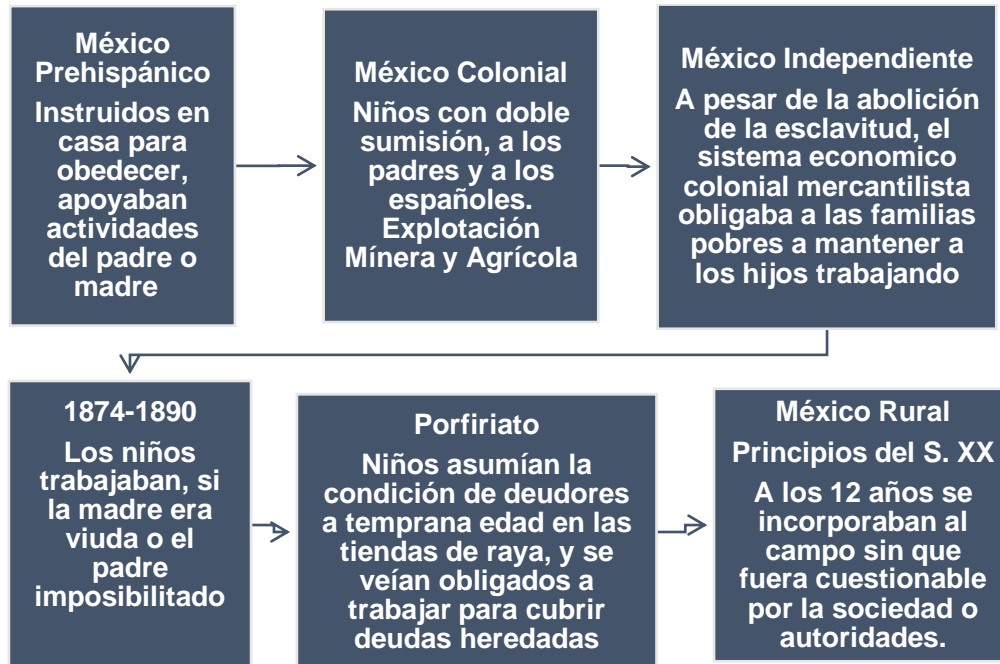 México
Prehispánico
Instruidos en
casa para
obedecer,
apoyaban
actividades
del padre o
madre
México Colonial
Niños con doble
sumisión, a los
padres y a los
españoles.
Explotación
Mínera y Agrícola
México Independiente
A pesar de la abolición
de la esclavitud, el
sistema economico
colonial mercantilista
obligaba a las familias
pobres a mantener a
los hijos trabajando
1874-1890
Los niños
trabajaban, si
la madre era
viuda o el
padre
imposibilitado
Porfiriato
Niños asumían la
condición de deudores
a temprana edad en las
tiendas de raya, y se
veían obligados a
trabajar para cubrir
deudas heredadas
México Rural
Principios del S. XX
A los 12 años se
incorporaban al
campo sin que
fuera cuestionable
por la sociedad o
autoridades.